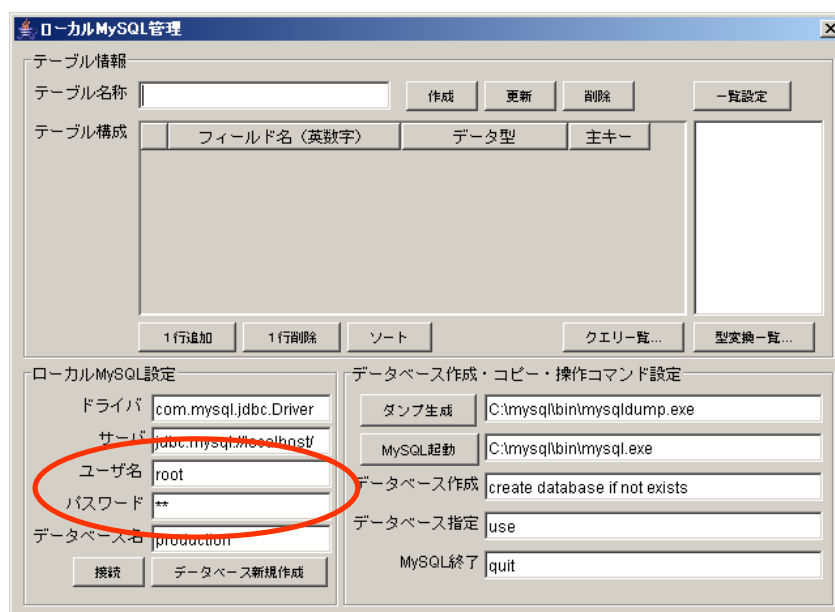 ローカルMySQL管理
テーブル情報
テーブル名称 作成 更新 削除 一覧設定
テーブル構成 フィールド名（英数字） データ型 主キー
1行追加 1行削除 ソート クエリ一覧... 型変換一覧...
ローカルMySQL設定
ドライバ com.mysql.jdbc.Driver
サーバ jdbc:mysql://localhost/
ユーザ名 root
パスワード **
データベース名 production
接続 データベース新規作成
データベース作成・コピー・操作コマンド設定
ダンプ生成 C:\mysql\bin\mysqldump.exe
MySQL起動 C:\mysql\bin\mysql.exe
データベース作成 create database if not exists
データベース指定 use
MySQL終了 quit